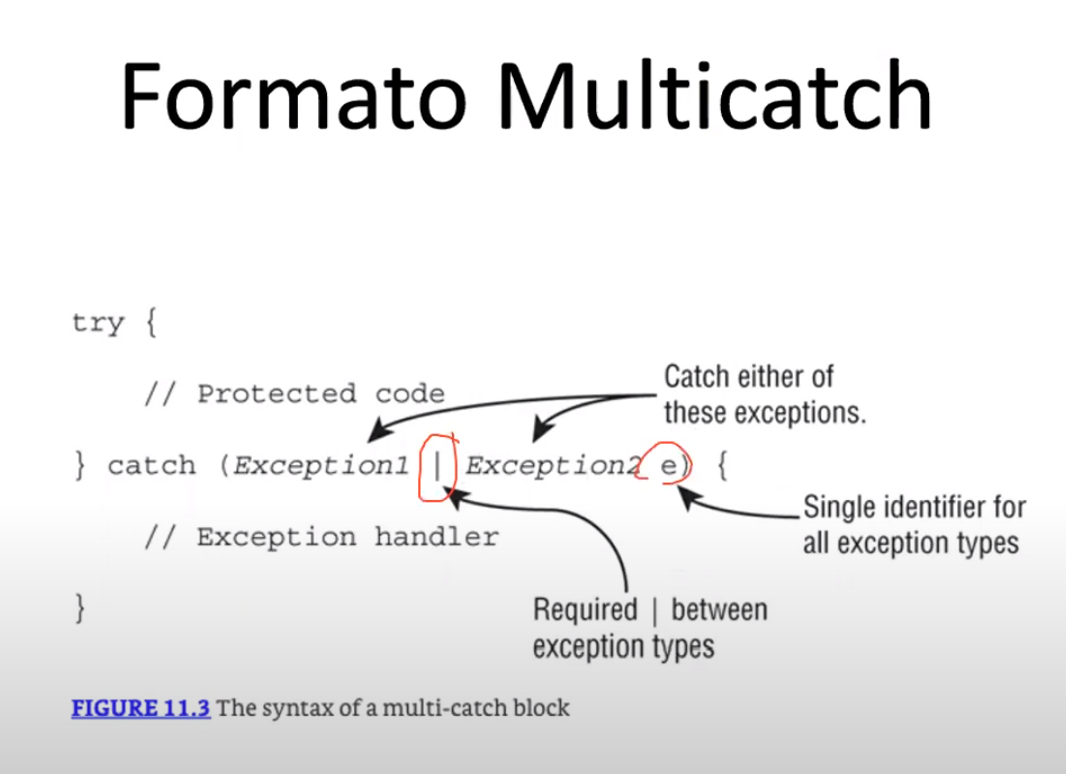 Formato Multicatch
try {
// Protected code
Catch either of
these exceptions.
} catch (Exception1 | Exception2 e) {
Single identifier for
all exception types
// Exception handler
}
Required | between
exception types
FIGURE 11.3 The syntax of a multi-catch block